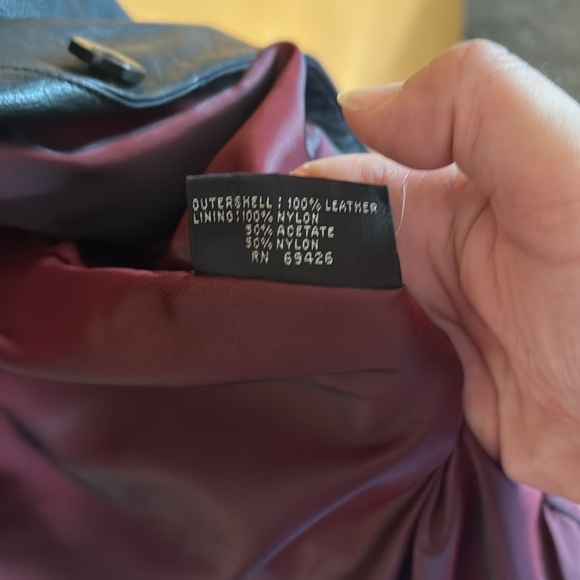 OUTERSHELL: 100% LEATHER
LINING: 100% NYLON
50% ACETATE
50% NYLON
RN 69426